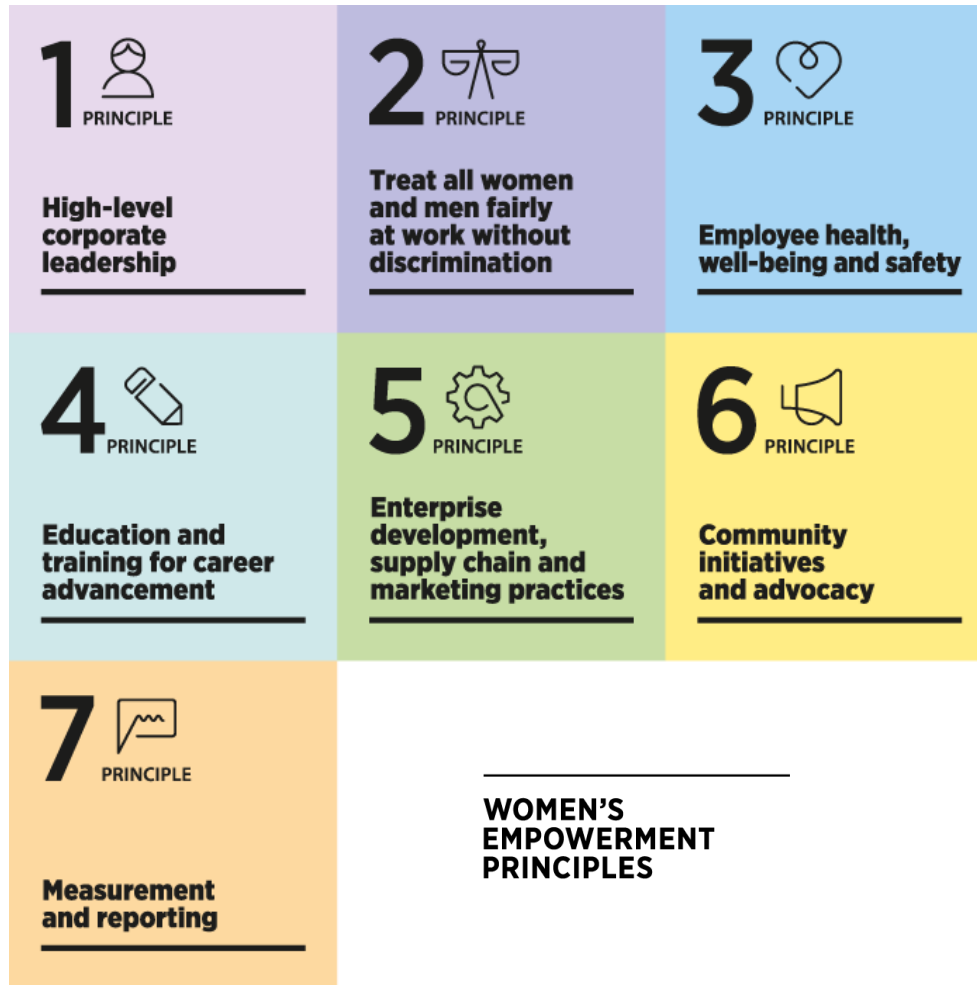 1 PRINCIPLE
High-level
corporate
leadership
2 PRINCIPLE
Treat all women
and men fairly
at work without
discrimination
3 PRINCIPLE
Employee health,
well-being and safety
4 PRINCIPLE
Education and
training for career
advancement
5 PRINCIPLE
Enterprise
development,
supply chain and
marketing practices
6 PRINCIPLE
Community
initiatives
and advocacy
7 PRINCIPLE
Measurement
and reporting
WOMEN'S
EMPOWERMENT
PRINCIPLES